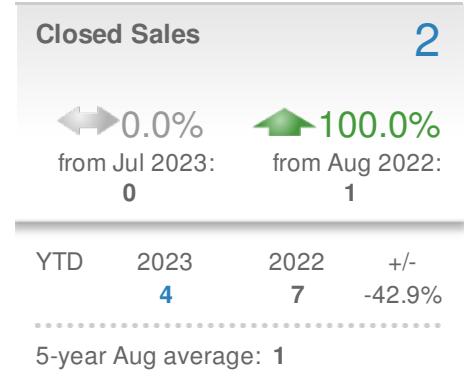 Closed Sales 2
0.0% 100.0%
from Jul 2023: from Aug 2022:
0 1
YTD 2023 2022 +/-
4 7 -42.9%
5-year Aug average: 1